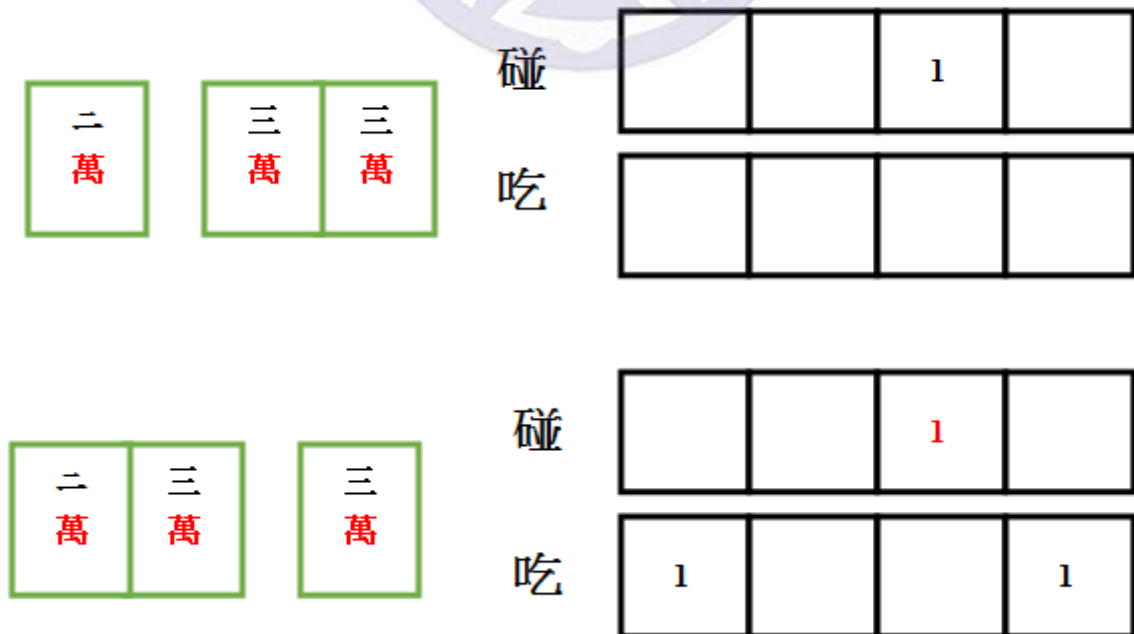 碰 1
二萬 三萬 三萬
吃
碰 1
二萬 三萬 三萬
吃 1 1